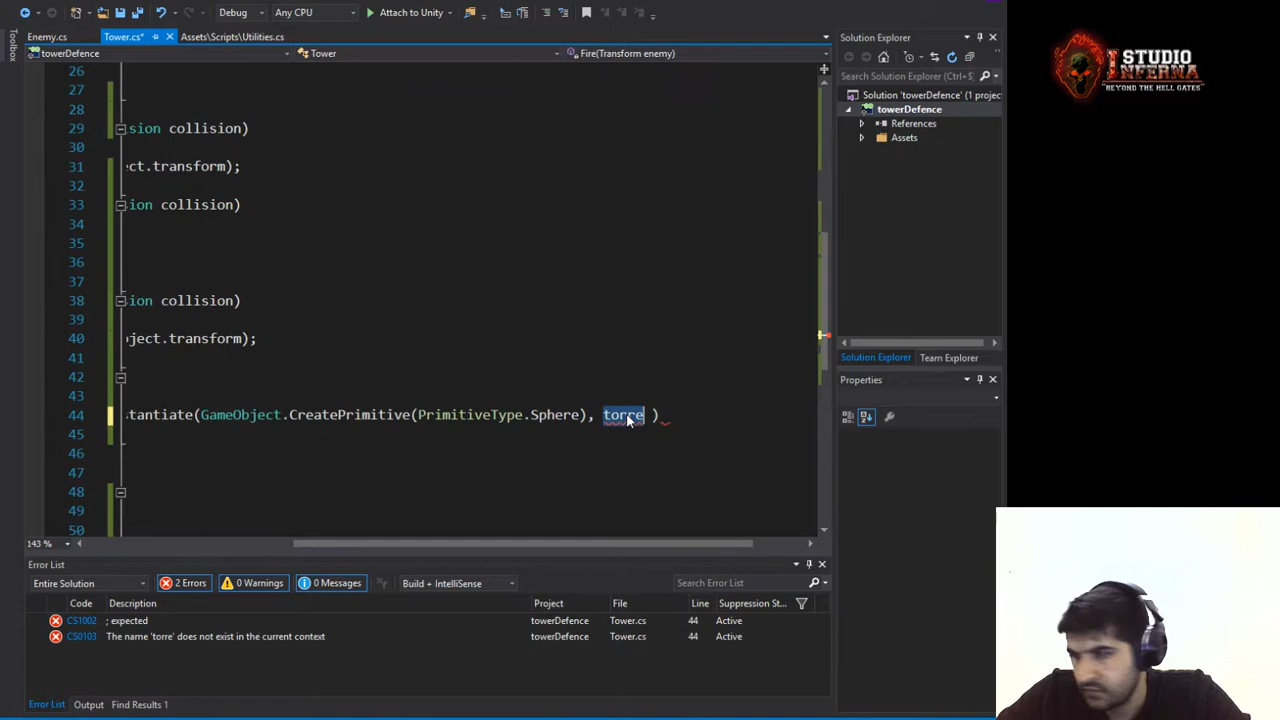 Debug
Any CPU
Attach to Unity
Enemy.cs
Tower.cs*
Assets\Scripts\Utilities.cs
towerDefence
Tower
Fire(Transform enemy)
Toolbox
26
27
28
29 sion collision)
30
31 ect.transform);
32
33 ion collision)
34
35
36
37
38 ion collision)
39
40 ject.transform);
41
42
43
44 tantiate(GameObject.CreatePrimitive(PrimitiveType.Sphere), torre )
45
46
47
48
49
50
143 %
Solution Explorer
Search Solution Explorer (Ctrl+$)
Solution 'towerDefence' (1 projec
towerDefence
References
Assets
Solution Explorer Team Explorer
Properties
Error List
Entire Solution
2 Errors
0 Warnings
0 Messages
Build + IntelliSense
Search Error List
Code Description Project File Line Suppression St...
CS1002 ; expected towerDefence Tower.cs 44 Active
CS0103 The name 'torre' does not exist in the current context towerDefence Tower.cs 44 Active
Error List Output Find Results 1
STUDIO
INFERNA
"BEYOND THE HELL GATES"